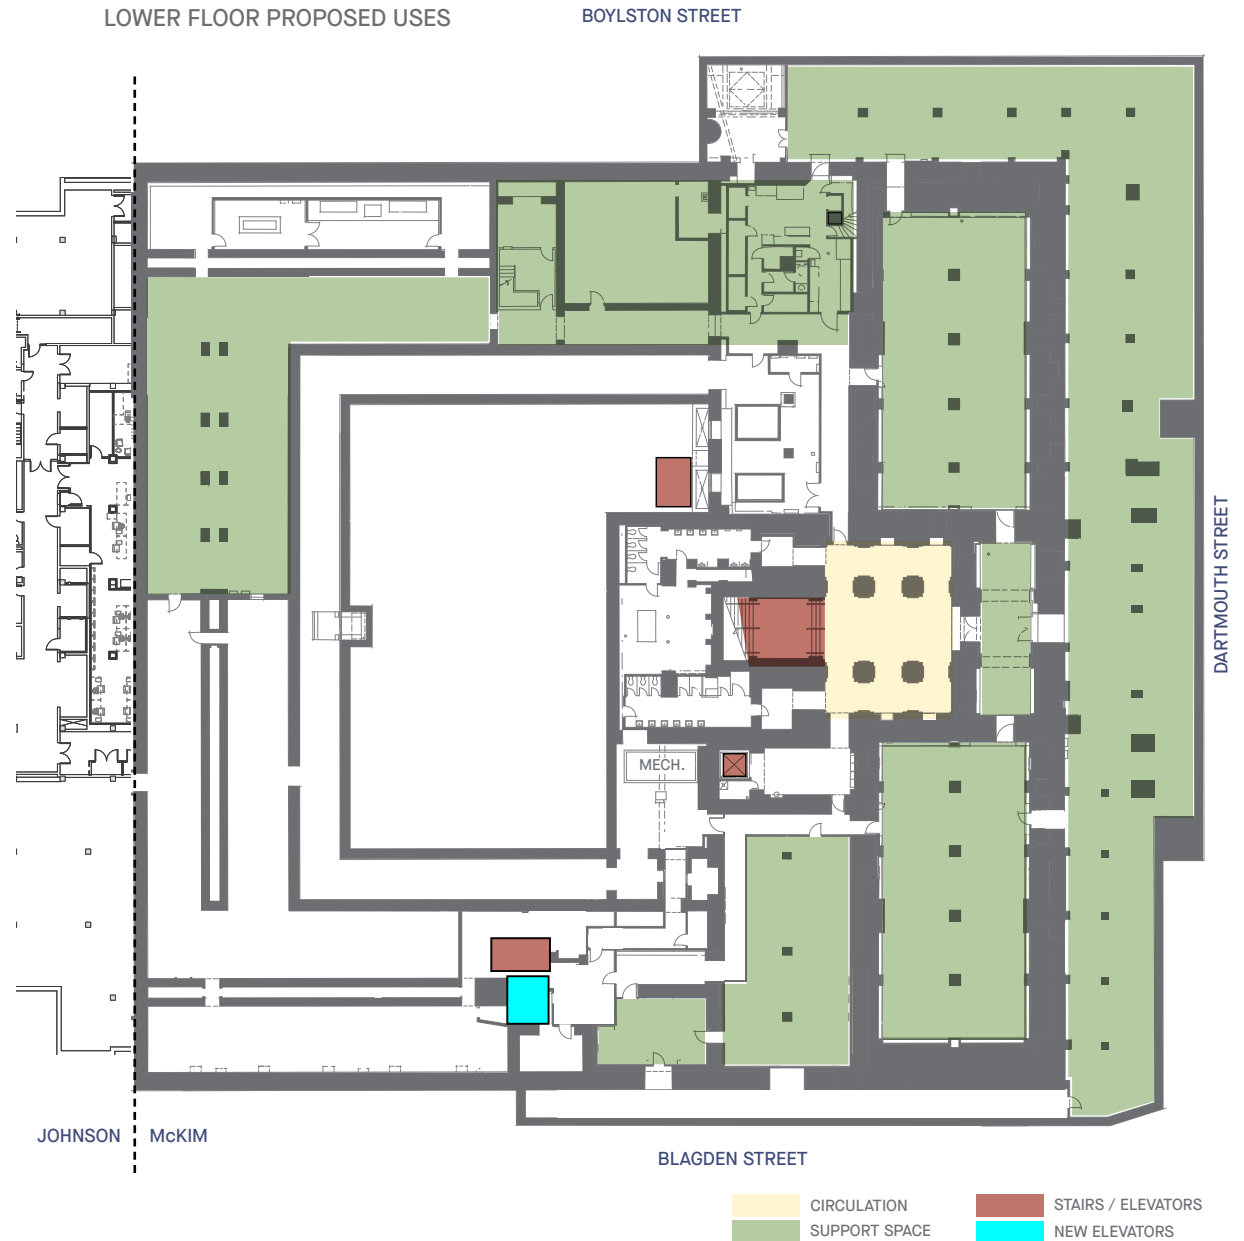 LOWER FLOOR PROPOSED USES
BOYLSTON STREET
DARTMOUTH STREET
MECH.
JOHNSON
McKIM
BLAGDEN STREET
CIRCULATION
STAIRS / ELEVATORS
SUPPORT SPACE
NEW ELEVATORS